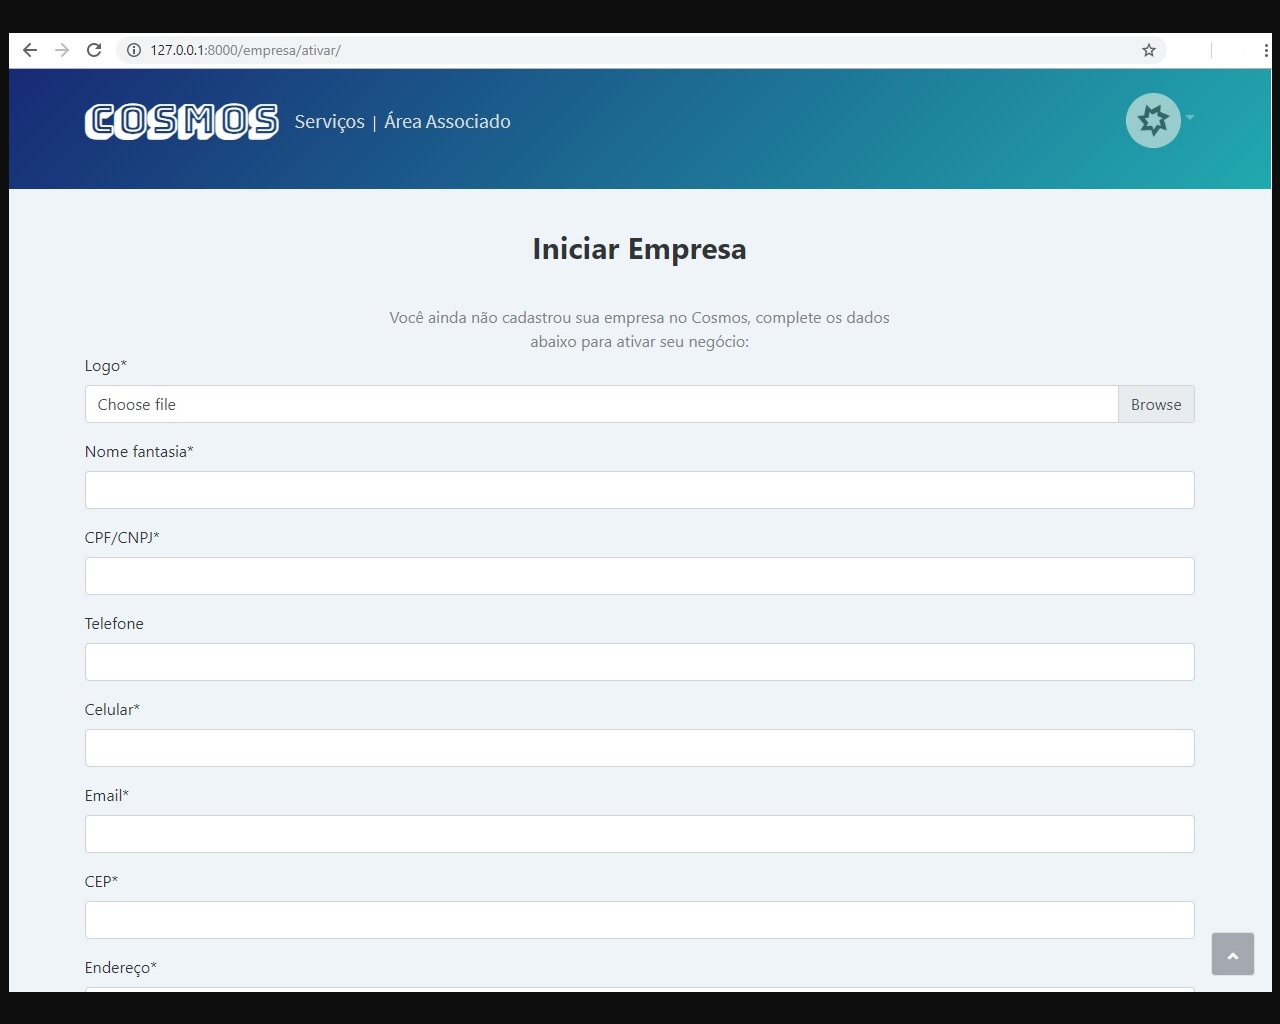 127.0.0.1:8000/empresa/ativar/
COSMOS Serviços | Área Associado
Iniciar Empresa
Você ainda não cadastrou sua empresa no Cosmos, complete os dados
abaixo para ativar seu negócio:
Logo*
Choose file Browse
Nome fantasia*
CPF/CNPJ*
Telefone
Celular*
Email*
CEP*
Endereço*